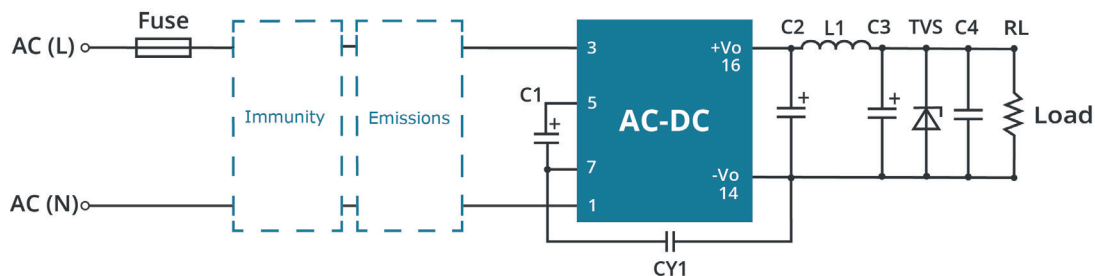 Fuse
AC (L)
Immunity
Emissions
AC (N)
C1
+
3
5
7
1
AC-DC
+Vo
16
-Vo
14
CY1
C2
L1
C3
TVS
C4
RL
+
+
Load